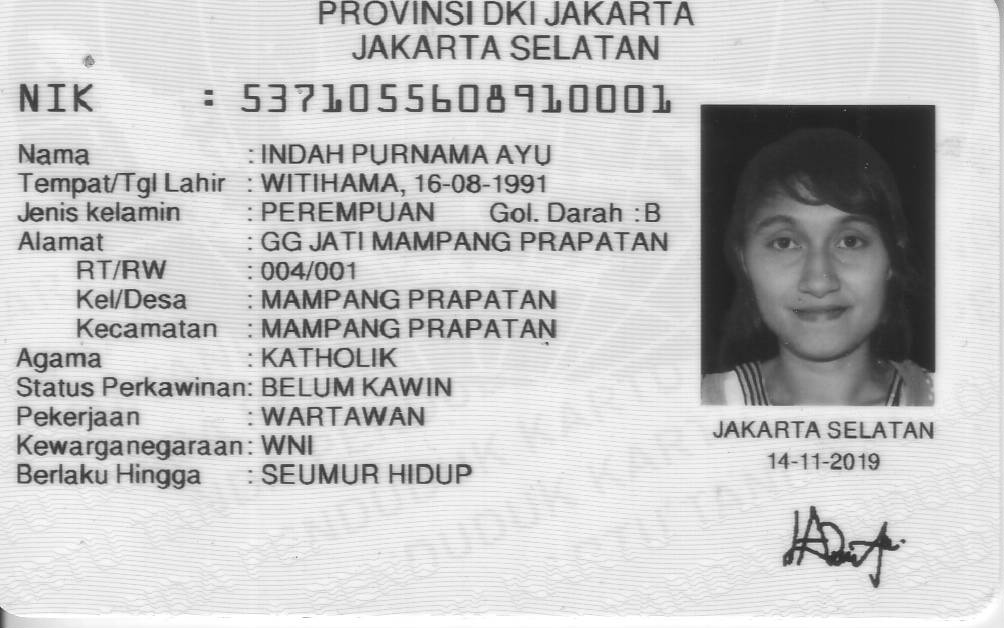 PROVINSI DKI JAKARTA
JAKARTA SELATAN
NIK : 5371055608910001
Nama : INDAH PURNAMA AYU
Tempat/Tgl Lahir : WITIHAMA, 16-08-1991
Jenis kelamin : PEREMPUAN Gol. Darah : B
Alamat : GG JATI MAMPANG PRAPATAN
RT/RW : 004/001
Kel/Desa : MAMPANG PRAPATAN
Kecamatan : MAMPANG PRAPATAN
Agama : KATHOLIK
Status Perkawinan: BELUM KAWIN
Pekerjaan : WARTAWAN
Kewarganegaraan: WNI
Berlaku Hingga : SEUMUR HIDUP
JAKARTA SELATAN
14-11-2019